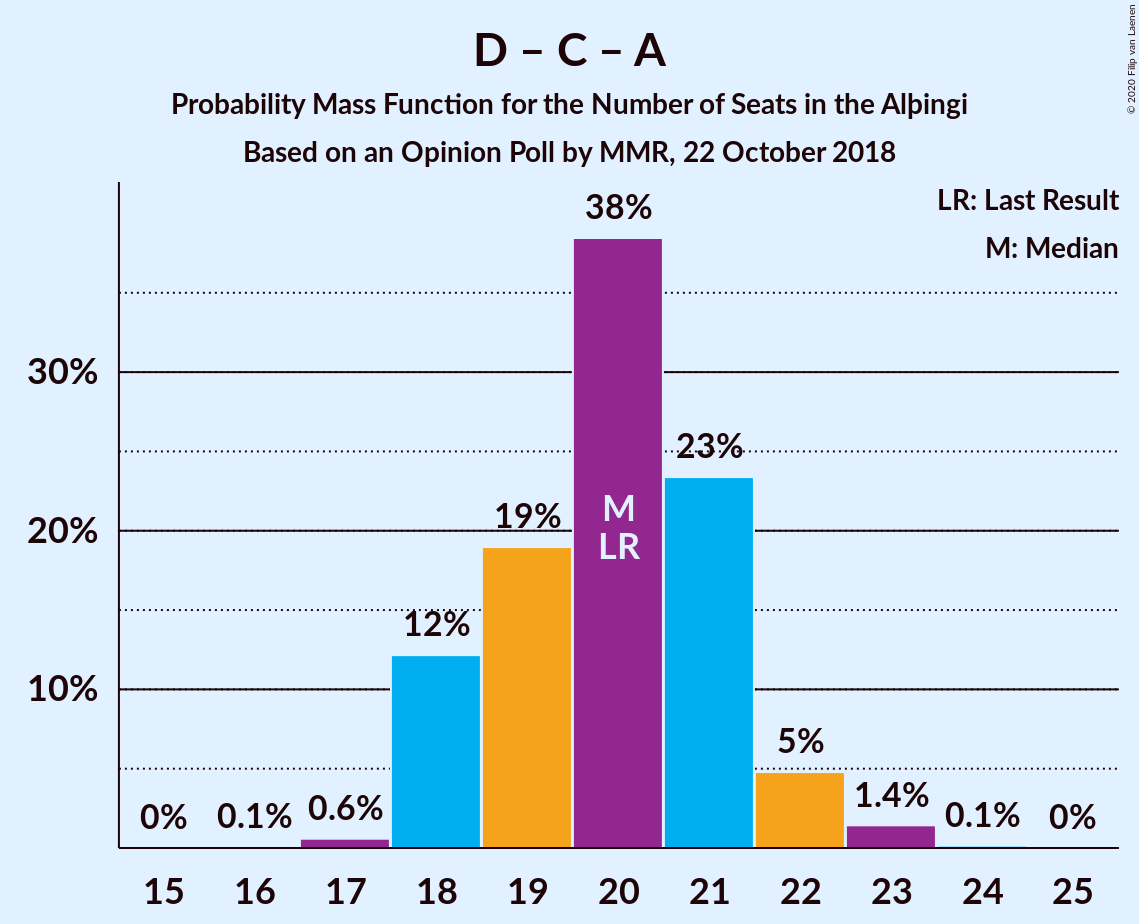 D – C – A
Probability Mass Function for the Number of Seats in the Alþingi
Based on an Opinion Poll by MMR, 22 October 2018
© 2020 Filip van Laenen
LR: Last Result
M: Median
38%
30%
23%
M
LR
20%
19%
12%
10%
5%
1.4%
0%
0.1%
0.6%
0.1%
0%
15 16 17 18 19 20 21 22 23 24 25